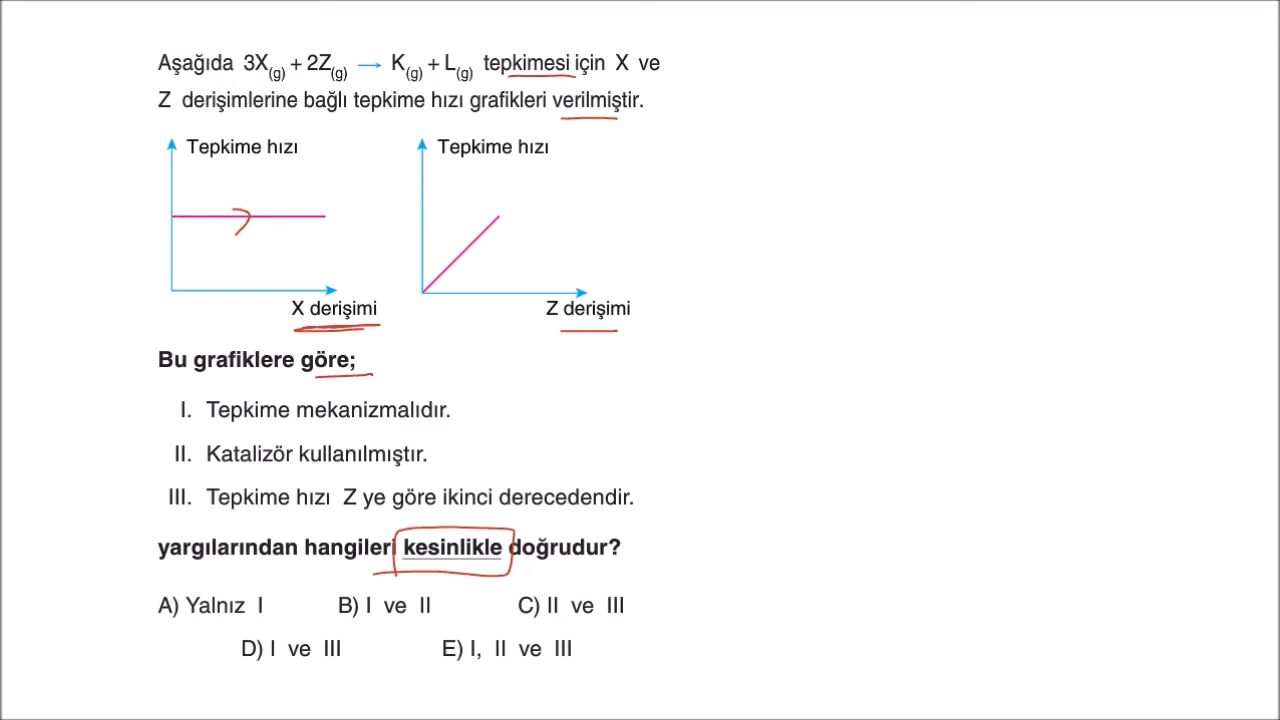 Aşağıda 3X(g) + 2Z(g) → K(g) + L(g) tepkimesi için X ve
Z derişimlerine bağlı tepkime hızı grafikleri verilmiştir.
Tepkime hızı
X derişimi
Tepkime hızı
Z derişimi
Bu grafiklere göre;
I. Tepkime mekanizmalıdır.
II. Katalizör kullanılmıştır.
III. Tepkime hızı Z ye göre ikinci derecedendir.
yargılarından hangileri kesinlikle doğrudur?
A) Yalnız I B) I ve II C) II ve III
D) I ve III E) I, II ve III